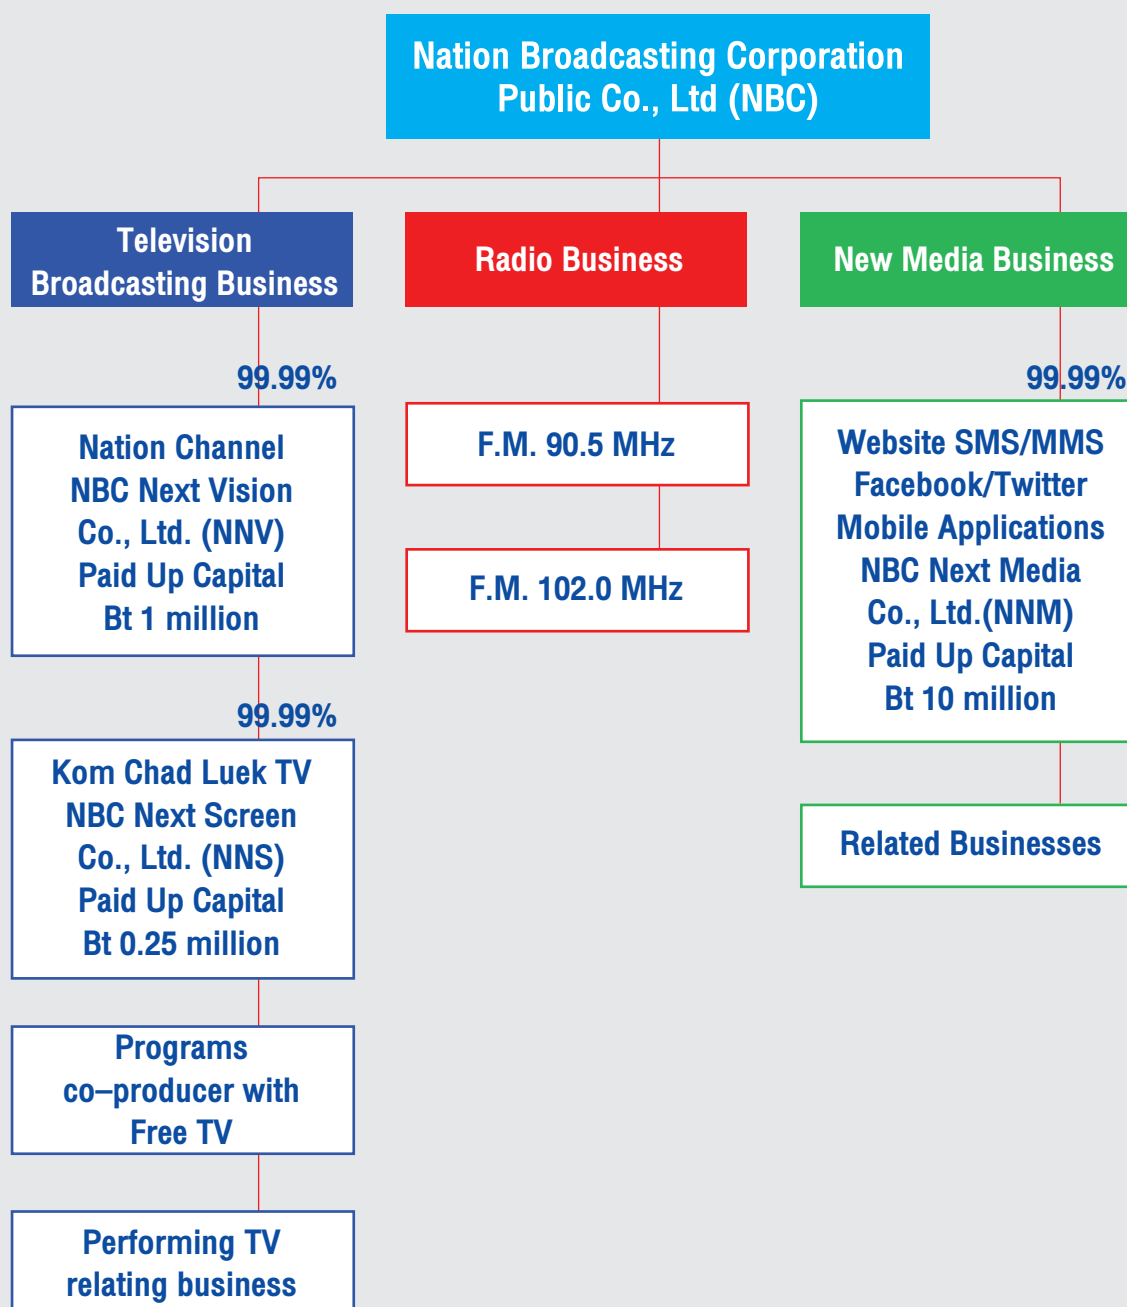 Nation Broadcasting Corporation
Public Co., Ltd (NBC)
Television
Broadcasting Business
99.99%
Nation Channel
NBC Next Vision
Co., Ltd. (NNV)
Paid Up Capital
Bt 1 million
99.99%
Kom Chad Luek TV
NBC Next Screen
Co., Ltd. (NNS)
Paid Up Capital
Bt 0.25 million
Programs
co–producer with
Free TV
Performing TV
relating business
Radio Business
F.M. 90.5 MHz
F.M. 102.0 MHz
New Media Business
99.99%
Website SMS/MMS
Facebook/Twitter
Mobile Applications
NBC Next Media
Co., Ltd.(NNM)
Paid Up Capital
Bt 10 million
Related Businesses